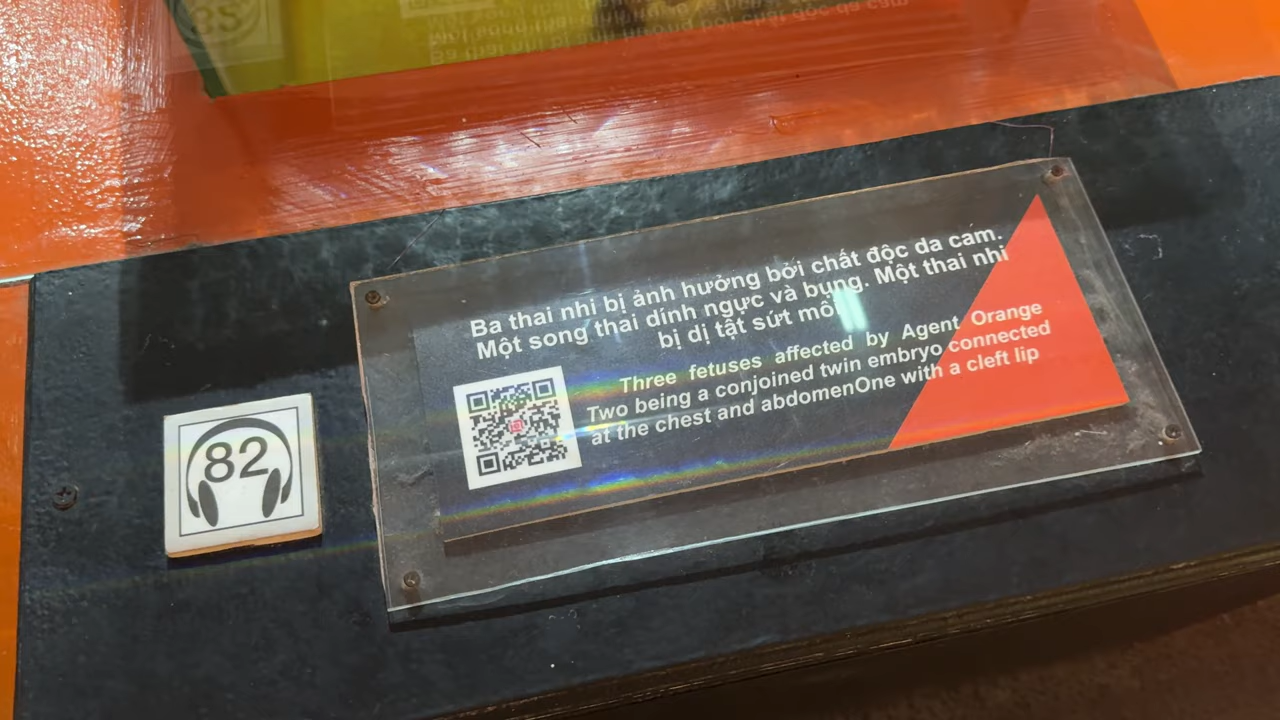 Ba thai nhi bị ảnh hưởng bởi chất độc da cam.
Một song thai dính ngực và bụng. Một thai nhi
bị dị tật sứt môi
Three fetuses affected by Agent Orange
Two being a conjoined twin embryo connected
at the chest and abdomenOne with a cleft lip
82